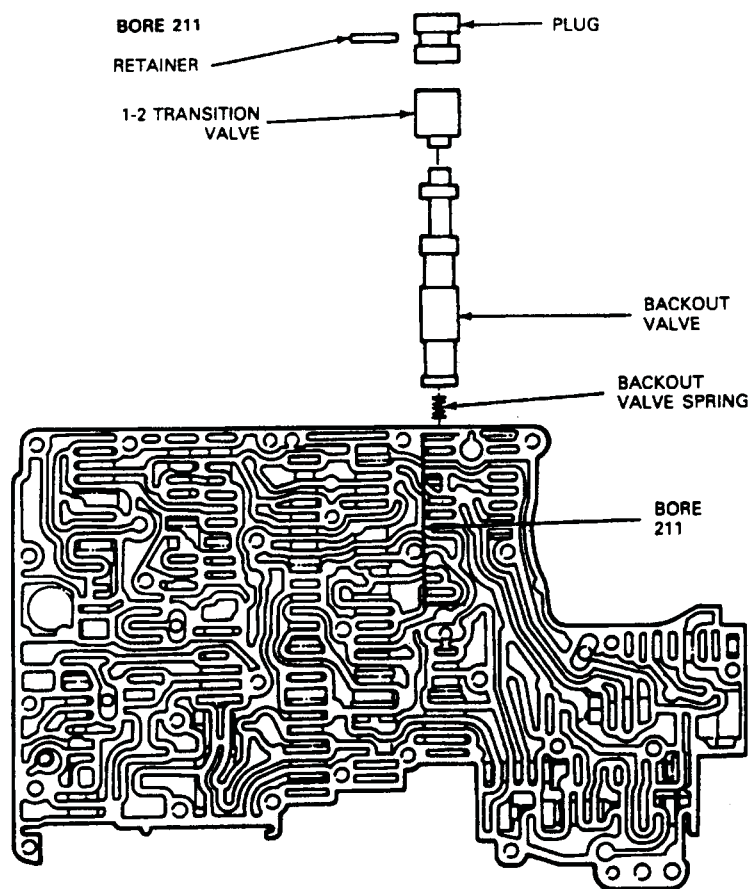 BORE 211
PLUG
RETAINER
1-2 TRANSITION
VALVE
BACKOUT
VALVE
BACKOUT
VALVE SPRING
BORE
211